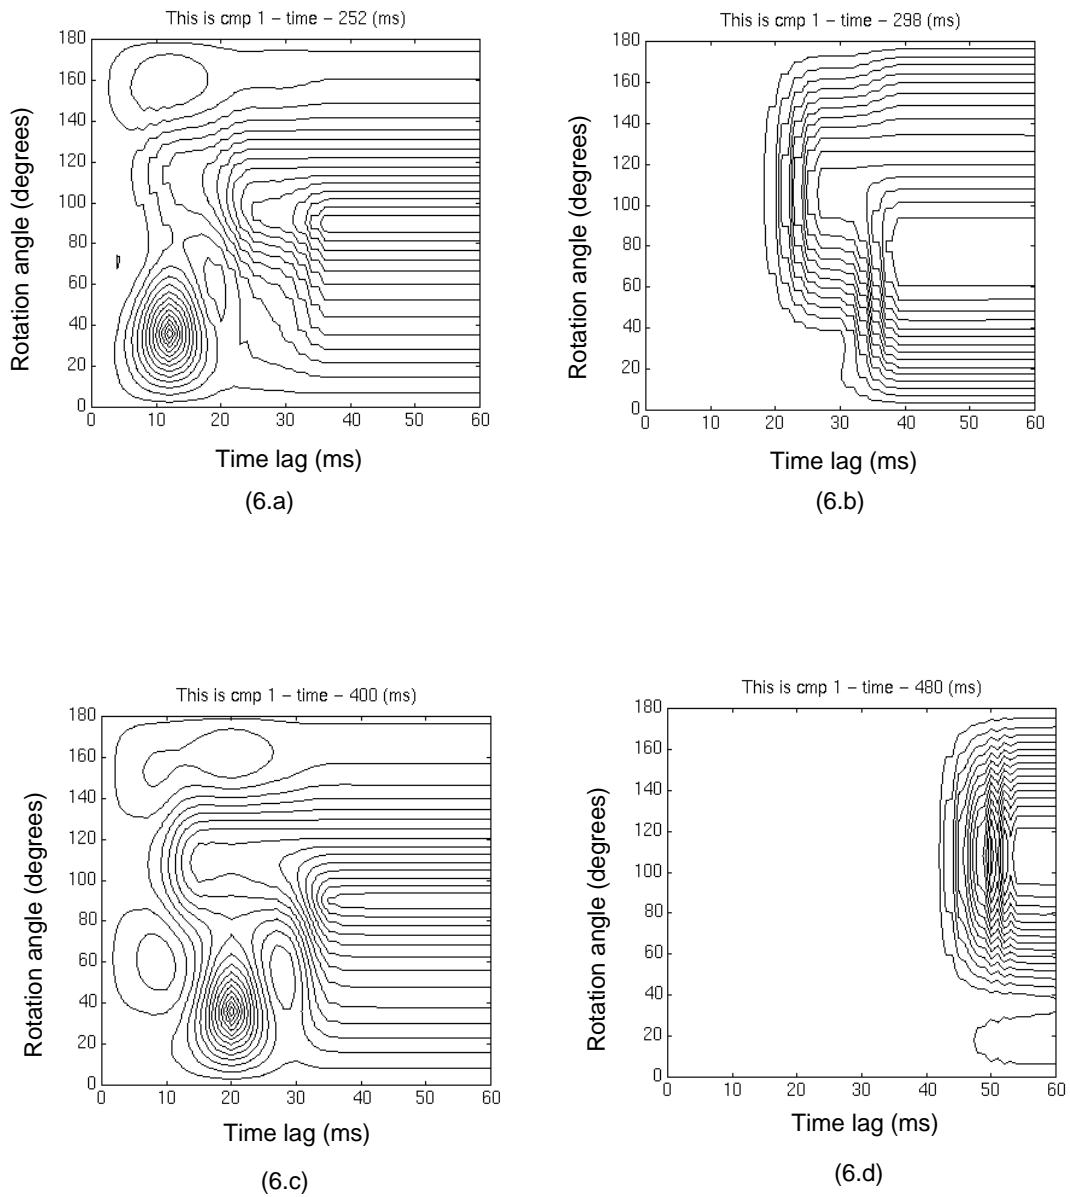 This is cmp 1 – time – 252 (ms)
180
160
140
120
100
80
60
40
20
0
Rotation angle (degrees)
0 10 20 30 40 50 60
Time lag (ms)
(6.a)
This is cmp 1 – time – 298 (ms)
180
160
140
120
100
80
60
40
20
0
Rotation angle (degrees)
0 10 20 30 40 50 60
Time lag (ms)
(6.b)
This is cmp 1 – time – 400 (ms)
180
160
140
120
100
80
60
40
20
0
Rotation angle (degrees)
0 10 20 30 40 50 60
Time lag (ms)
(6.c)
This is cmp 1 – time – 480 (ms)
180
160
140
120
100
80
60
40
20
0
Rotation angle (degrees)
0 10 20 30 40 50 60
Time lag (ms)
(6.d)